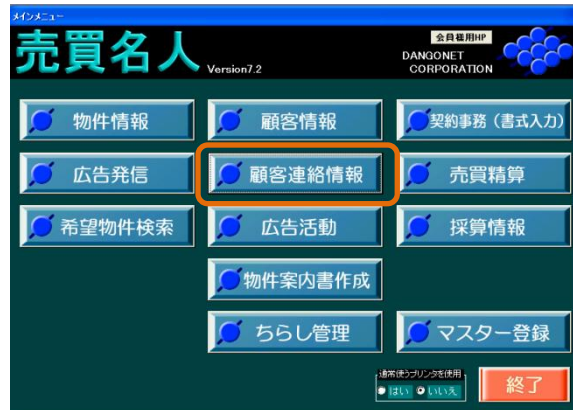 メインメニュー
売買名人
Version7.2
会員様用HP
DANGONET
CORPORATION
物件情報
顧客情報
契約事務（書式入力）
広告発信
顧客連絡情報
売買精算
希望物件検索
広告活動
採算情報
物件案内書作成
ちらし管理
マスター登録
通常使うプリンタを使用
はい いいえ
終了